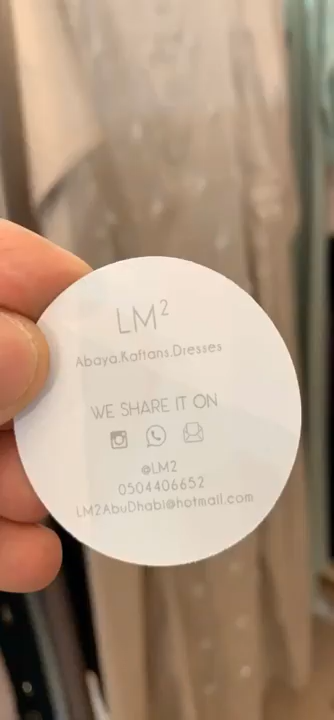 LM²
Abaya.Kaftans.Dresses
WE SHARE IT ON
@LM2
0504406652
LM2AbuDhabi@hotmail.com